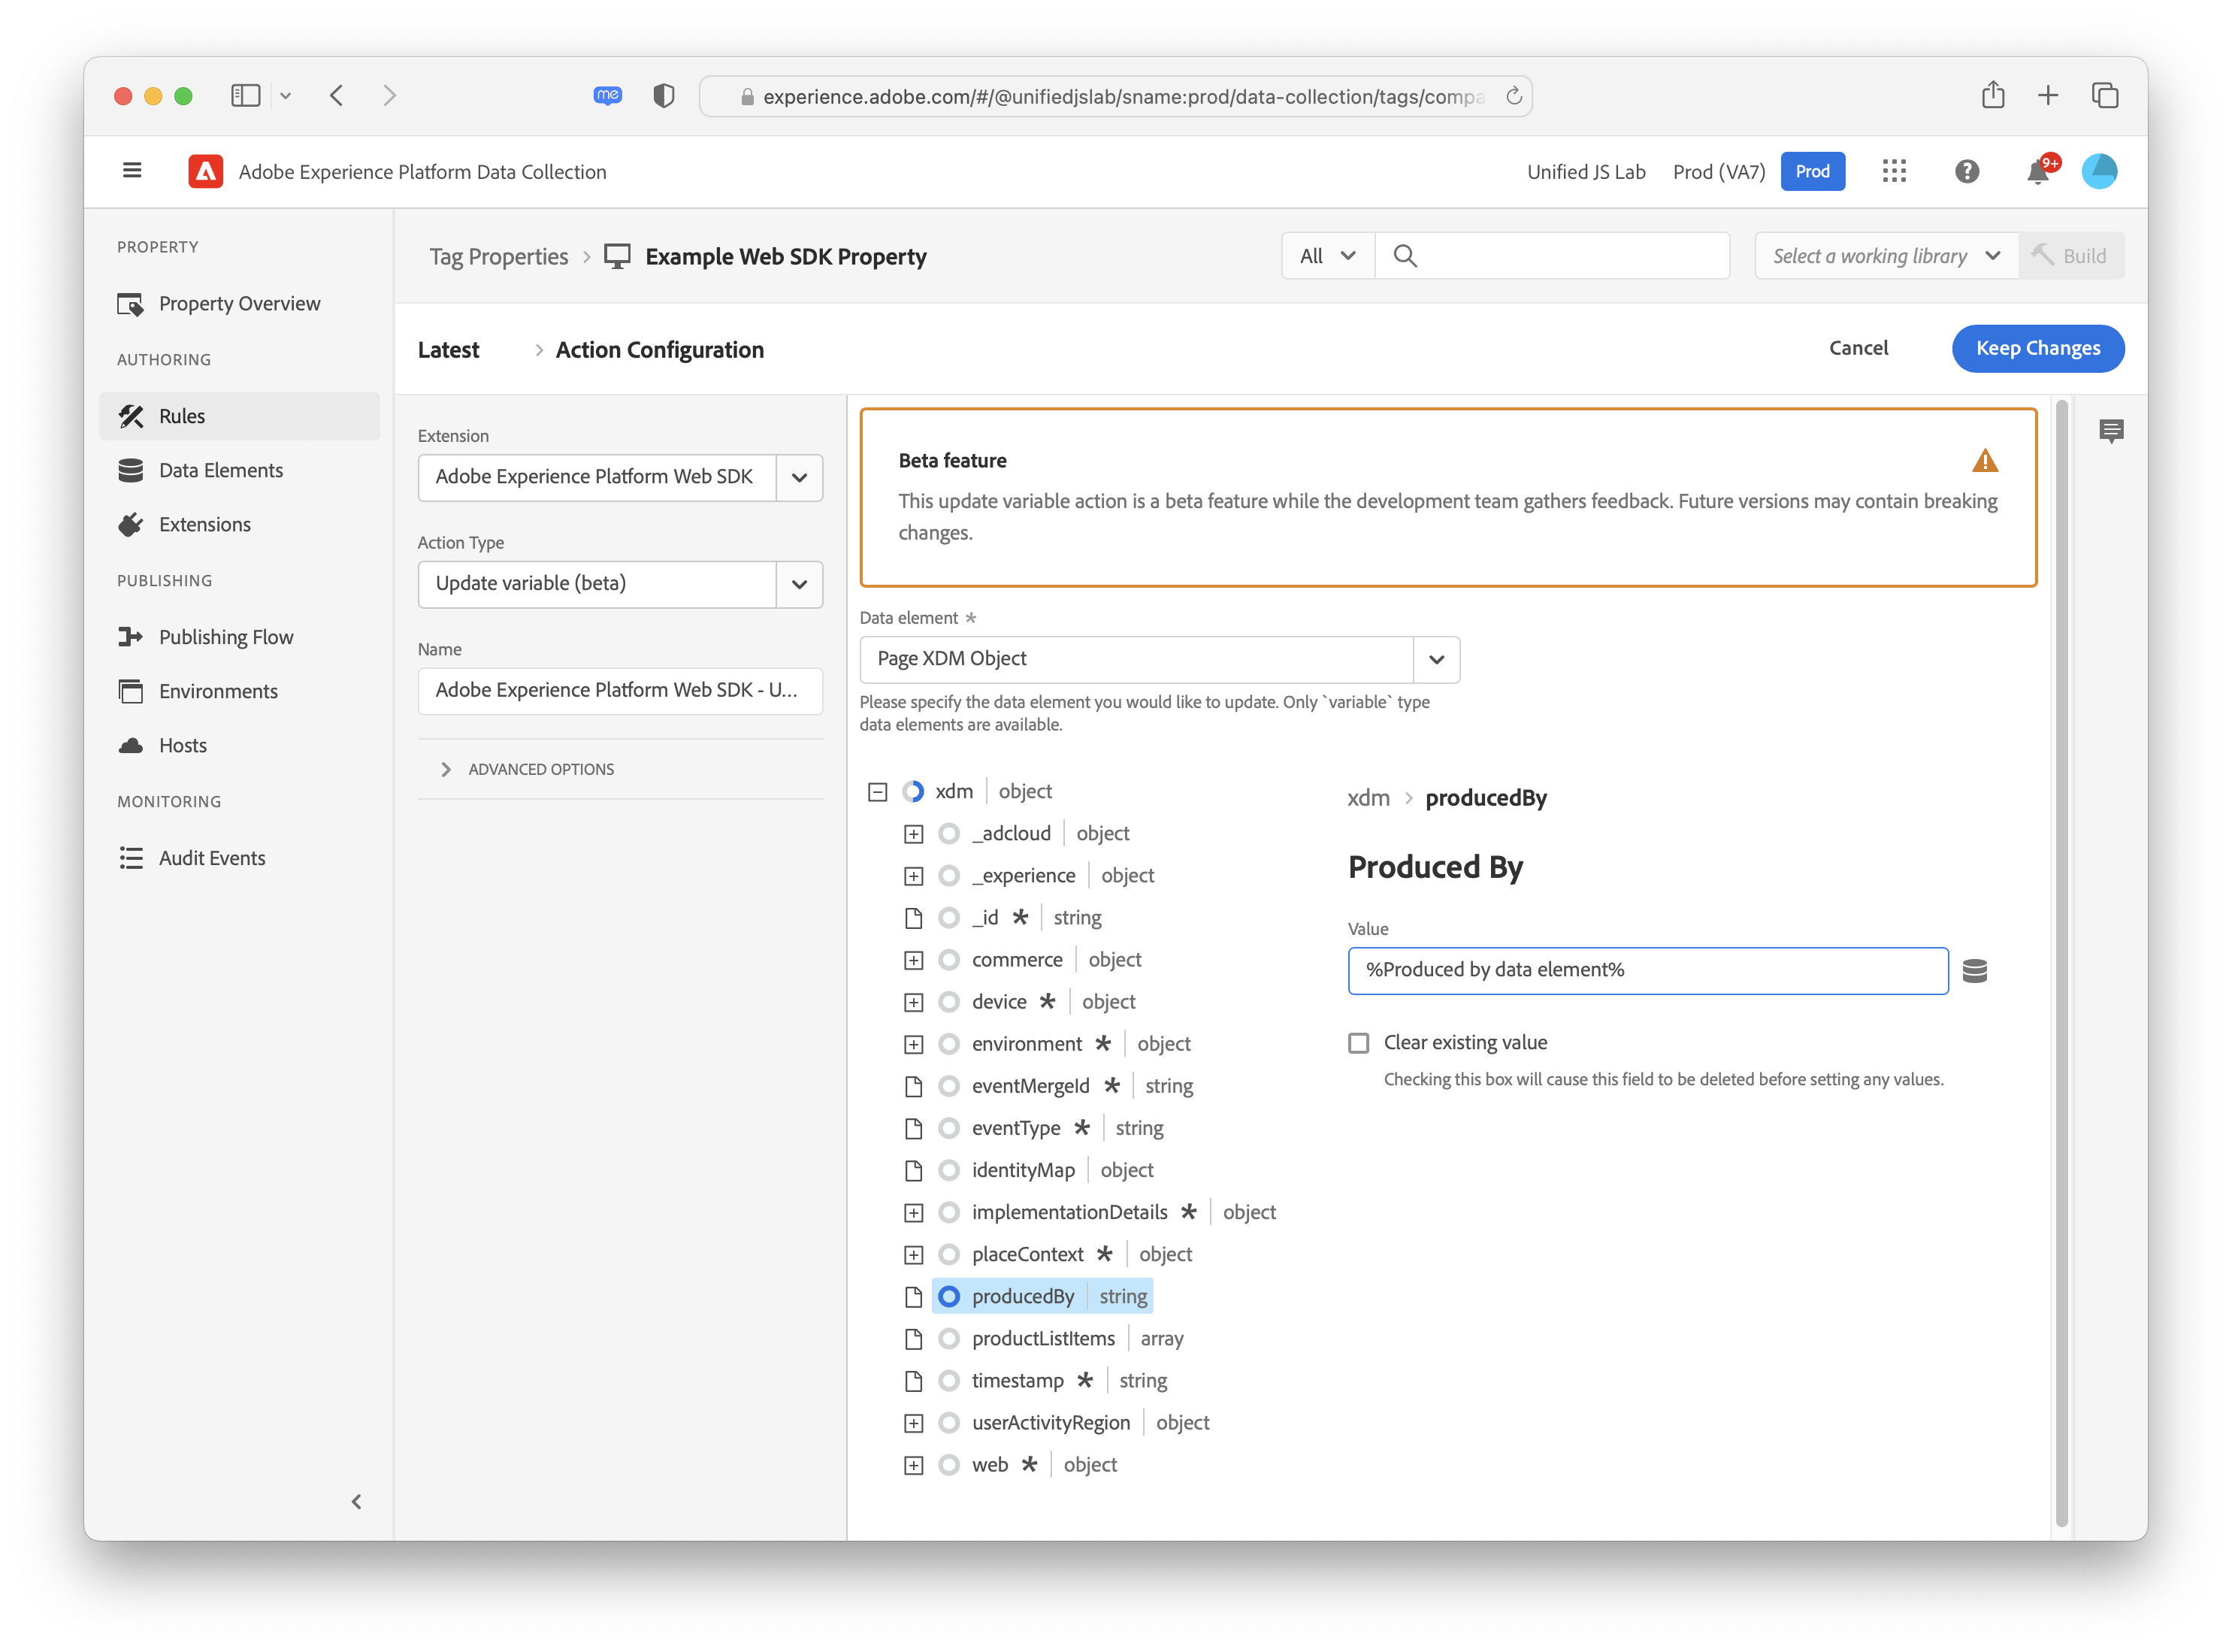 me
experience.adobe.com/#/@unifiedjslab/sname:prod/data-collection/tags/compa
Adobe Experience Platform Data Collection
Unified JS Lab
Prod (VA7)
Prod
9+
PROPERTY
Property Overview
AUTHORING
Rules
Data Elements
Extensions
PUBLISHING
Publishing Flow
Environments
Hosts
MONITORING
Audit Events
Tag Properties
Example Web SDK Property
All
Select a working library
Build
Latest
Action Configuration
Cancel
Keep Changes
Extension
Adobe Experience Platform Web SDK
Action Type
Update variable (beta)
Name
Adobe Experience Platform Web SDK - U...
ADVANCED OPTIONS
Beta feature
This update variable action is a beta feature while the development team gathers feedback. Future versions may contain breaking
changes.
Data element *
Page XDM Object
Please specify the data element you would like to update. Only `variable` type
data elements are available.
xdm object
_adcloud object
_experience object
_id * string
commerce object
device * object
environment * object
eventMergeId * string
eventType * string
identityMap object
implementationDetails * object
placeContext * object
producedBy string
productListItems array
timestamp * string
userActivityRegion object
web * object
xdm > producedBy
Produced By
Value
%Produced by data element%
Clear existing value
Checking this box will cause this field to be deleted before setting any values.